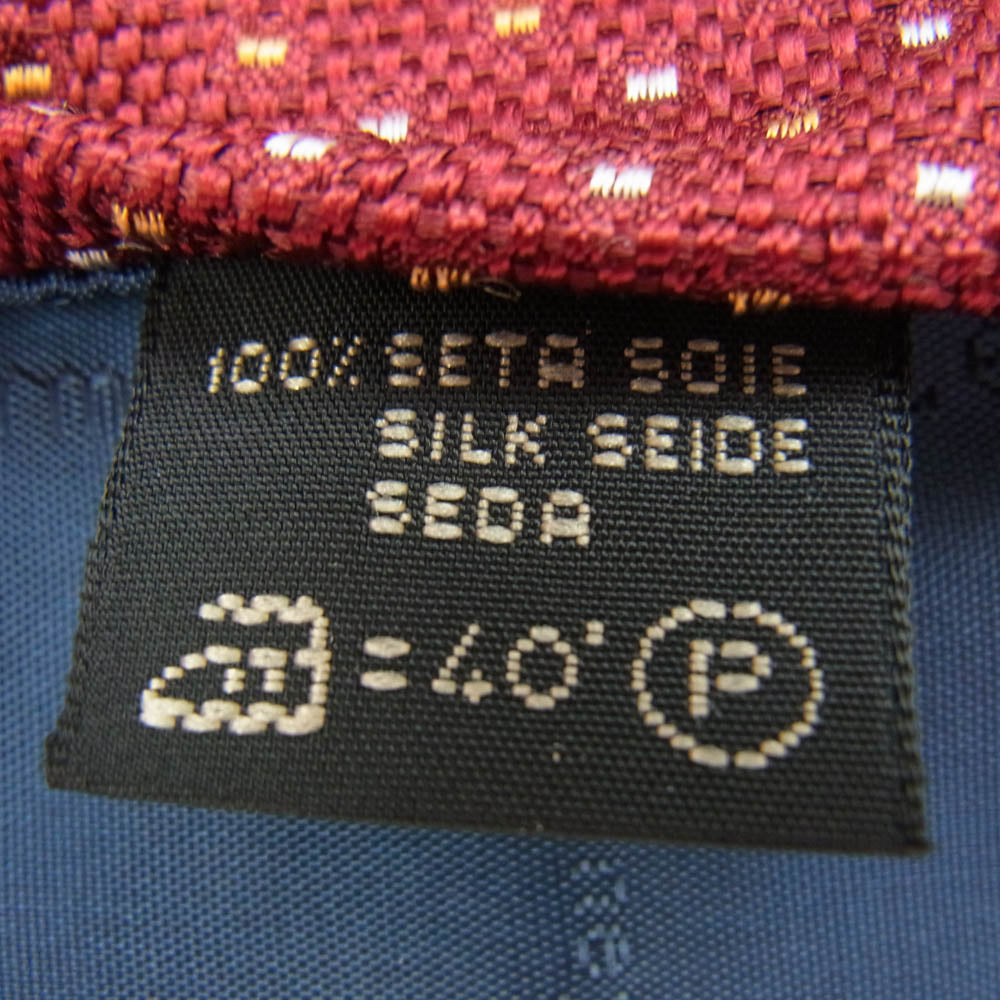 100% SETA SOIE
SILK SEIDE
SEDA
= 40° P